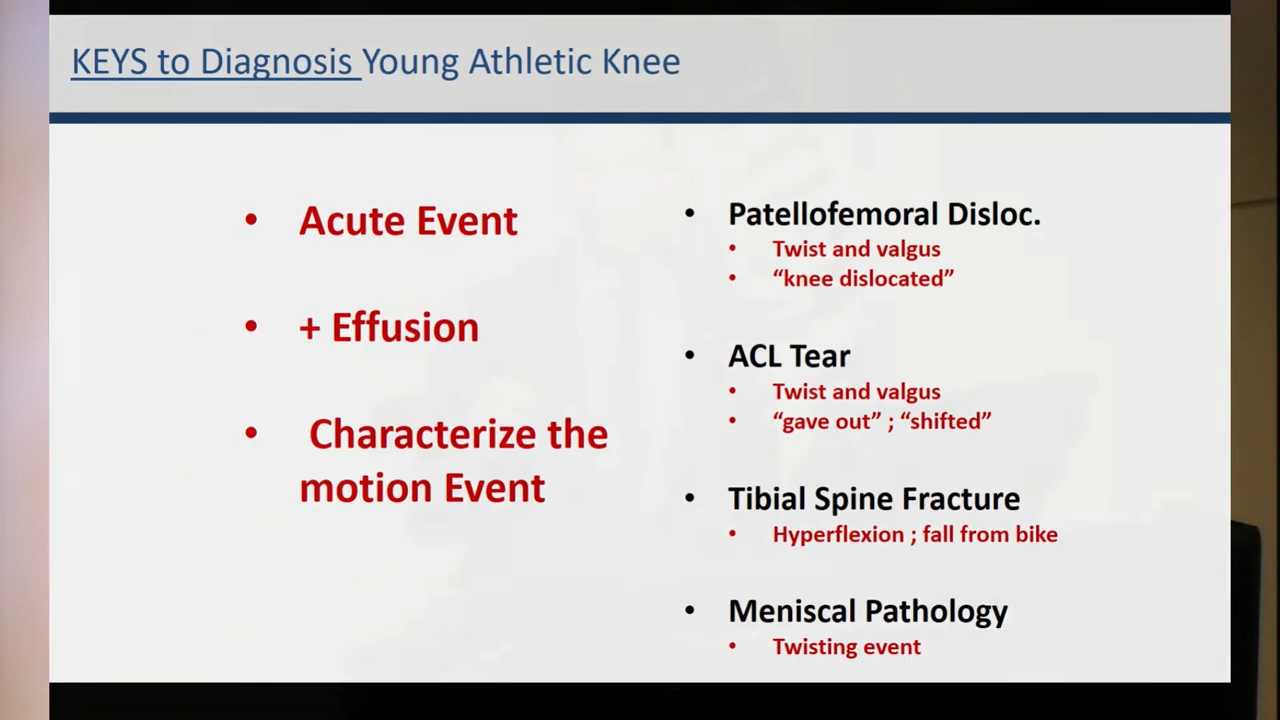 KEYS to Diagnosis Young Athletic Knee
• Acute Event
• + Effusion
• Characterize the
motion Event
• Patellofemoral Disloc.
• Twist and valgus
• “knee dislocated”
• ACL Tear
• Twist and valgus
• “gave out” ; “shifted”
• Tibial Spine Fracture
• Hyperflexion ; fall from bike
• Meniscal Pathology
• Twisting event